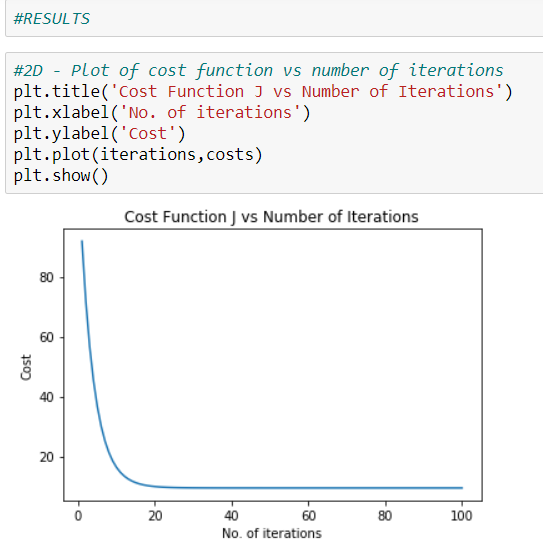 #RESULTS
#2D - Plot of cost function vs number of iterations
plt.title('Cost Function J vs Number of Iterations')
plt.xlabel('No. of iterations')
plt.ylabel('Cost')
plt.plot(iterations,costs)
plt.show()
Cost Function J vs Number of Iterations
80
60
Cost
40
20
0 20 40 60 80 100
No. of iterations